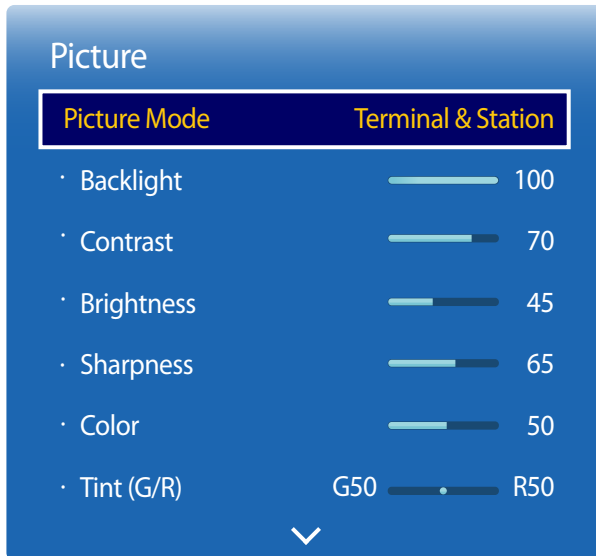 Picture
Picture Mode Terminal & Station
· Backlight 100
· Contrast 70
· Brightness 45
· Sharpness 65
· Color 50
· Tint (G/R) G50 R50